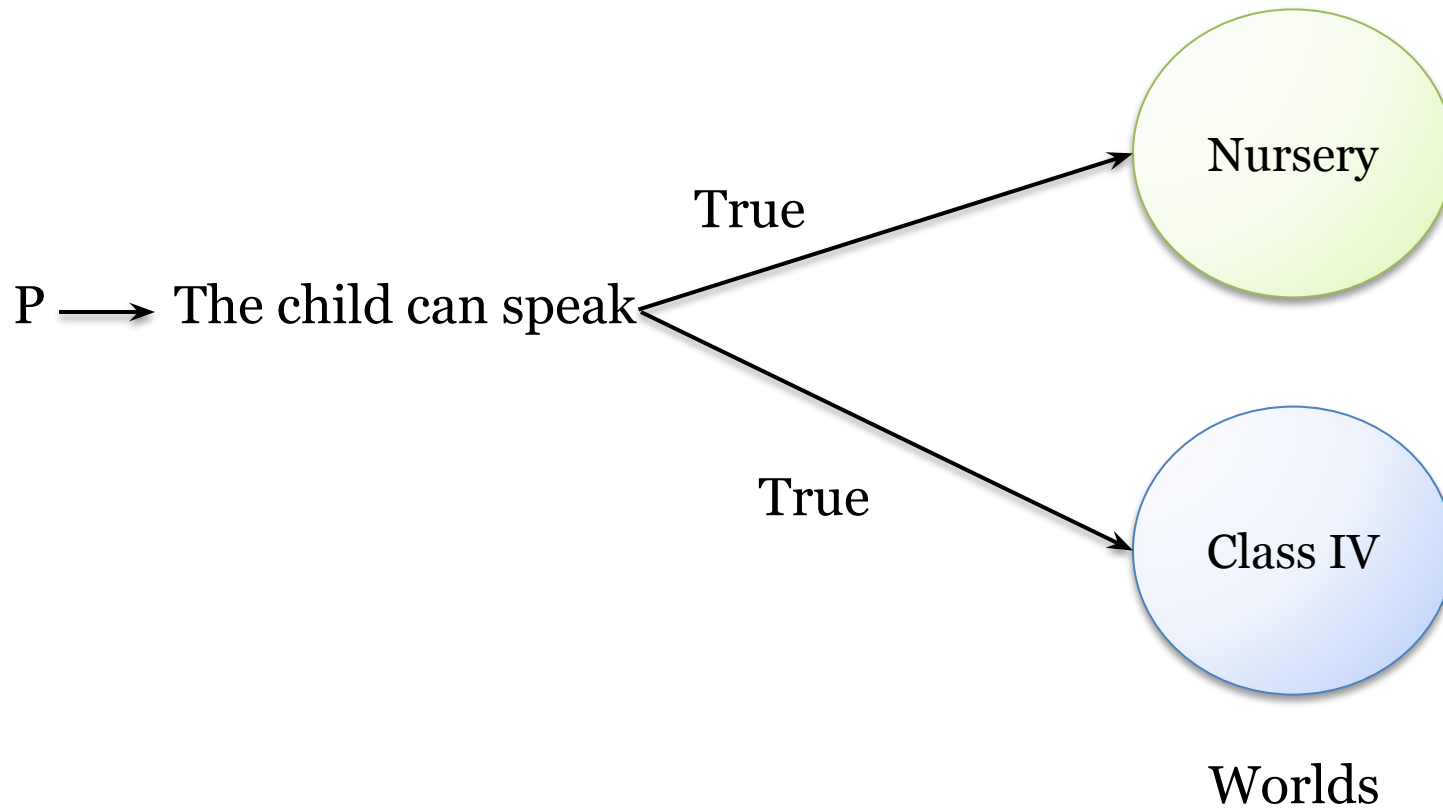 Nursery
True
P The child can speak
True
Class IV
Worlds